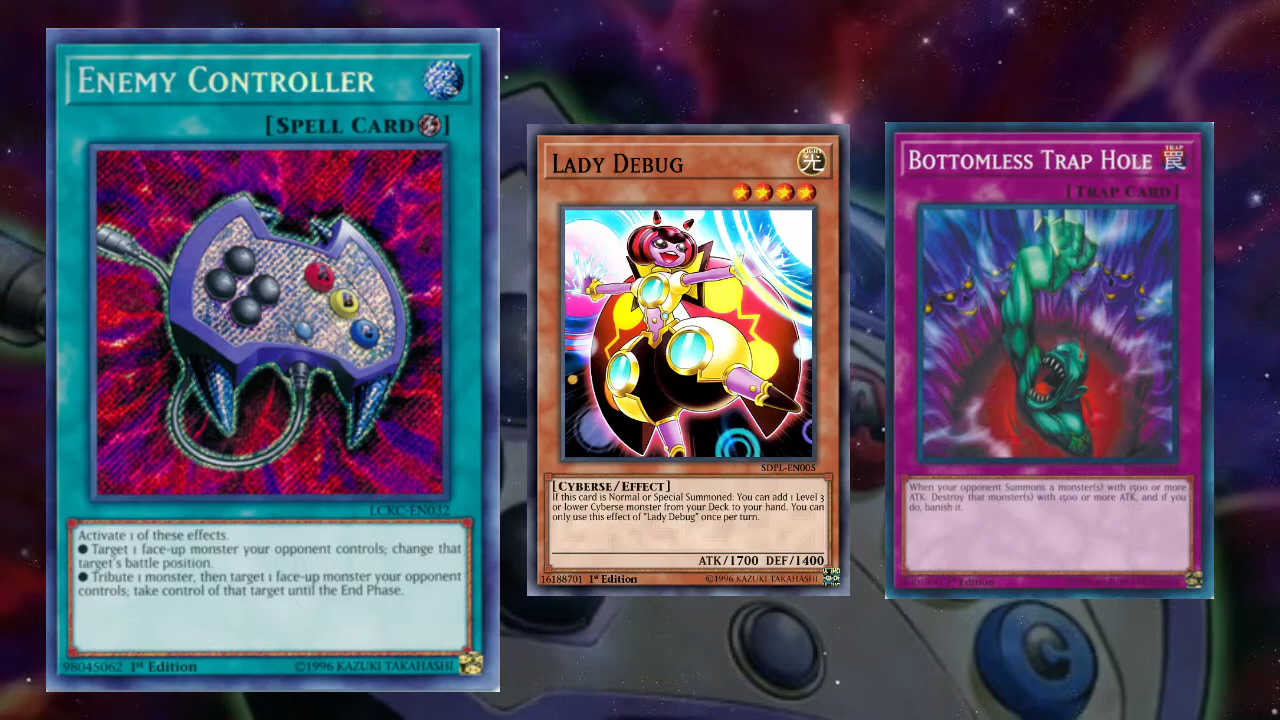 ENEMY CONTROLLER
[SPELL CARD]
A
B
C
LCKC-EN032
Activate 1 of these effects.
● Target 1 face-up monster your opponent controls; change that
target's battle position.
● Tribute 1 monster, then target 1 face-up monster your opponent
controls; take control of that target until the End Phase.
98045062 1st Edition
©1996 KAZUKI TAKAHASHI
LADY DEBUG
LIGHT
光
SDPL-EN005
[CYBERSE/EFFECT]
If this card is Normal or Special Summoned: You can add 1 Level 3
or lower Cyberse monster from your Deck to your hand. You can
only use this effect of "Lady Debug" once per turn.
ATK/1700 DEF/1400
16188701 1st Edition
©1996 KAZUKI TAKAHASHI
BOTTOMLESS TRAP HOLE
TRAP
罠
[TRAP CARD]
When your opponent Summons a monster(s) with 1500 or more
ATK: Destroy that monster(s) with 1500 or more ATK, and if you
do, banish it.
1st Edition
C